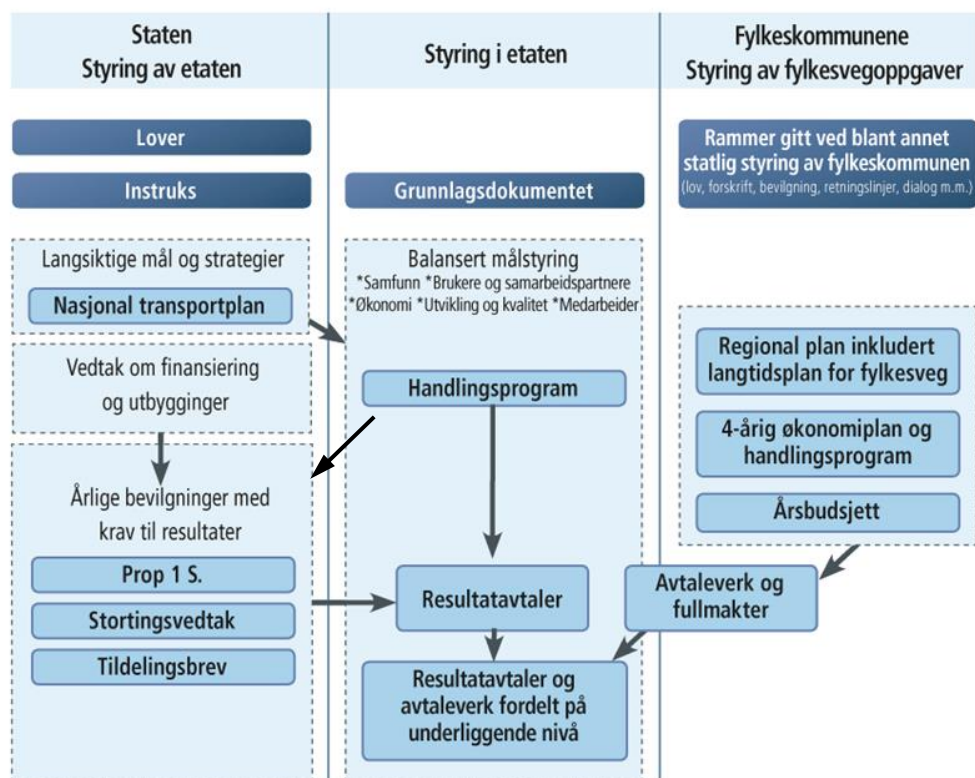 Staten
Styring av etaten
Styring i etaten
Fylkeskommunene
Styring av fylkesvegoppgaver
Lover
Instruks
Grunnlagsdokumentet
Rammer gitt ved blant annet
statlig styring av fylkeskommunen
(lov, forskrift, bevilgning, retningslinjer, dialog m.m.)
Langsiktige mål og strategier
Nasjonal transportplan
Vedtak om finansiering
og utbygginger
Årlige bevilgninger med
krav til resultater
Prop 1 S.
Stortingsvedtak
Tildelingsbrev
Balansert målstyring
*Samfunn *Brukere og samarbeidspartnere
*Økonomi *Utvikling og kvalitet *Medarbeider
Handlingsprogram
Resultatavtaler
Resultatavtaler og
avtaleverk fordelt på
underliggende nivå
Regional plan inkludert
langtidsplan for fylkesveg
4-årig økonomiplan og
handlingsprogram
Årsbudsjett
Avtaleverk og
fullmakter